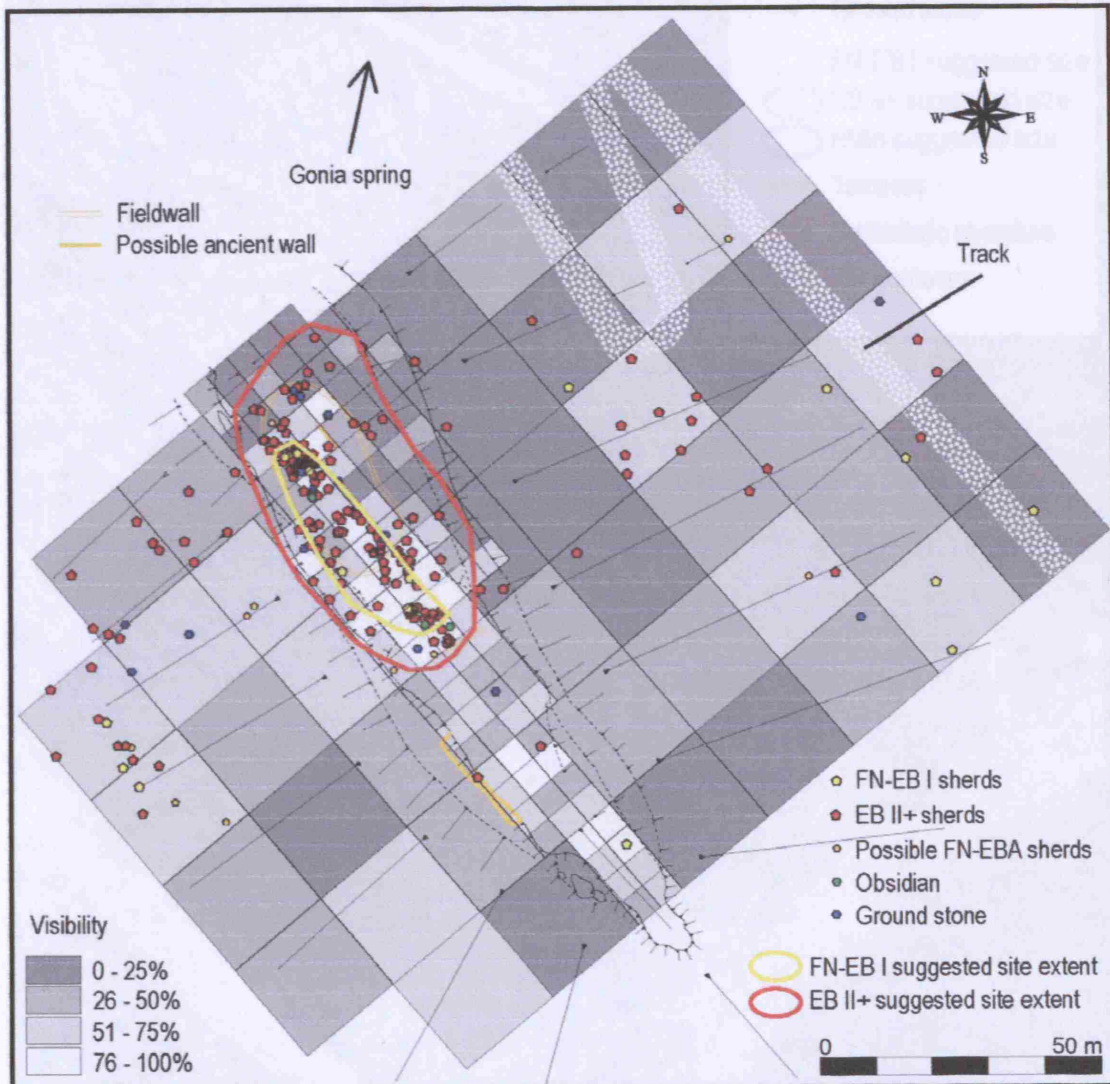 N
W E
S
Gonia spring
Fieldwall
Possible ancient wall
Track
FN-EB I sherds
EB II+ sherds
Possible FN-EBA sherds
Obsidian
Ground stone
Visibility
0 - 25%
26 - 50%
51 - 75%
76 - 100%
FN-EB I suggested site extent
EB II+ suggested site extent
0 50 m